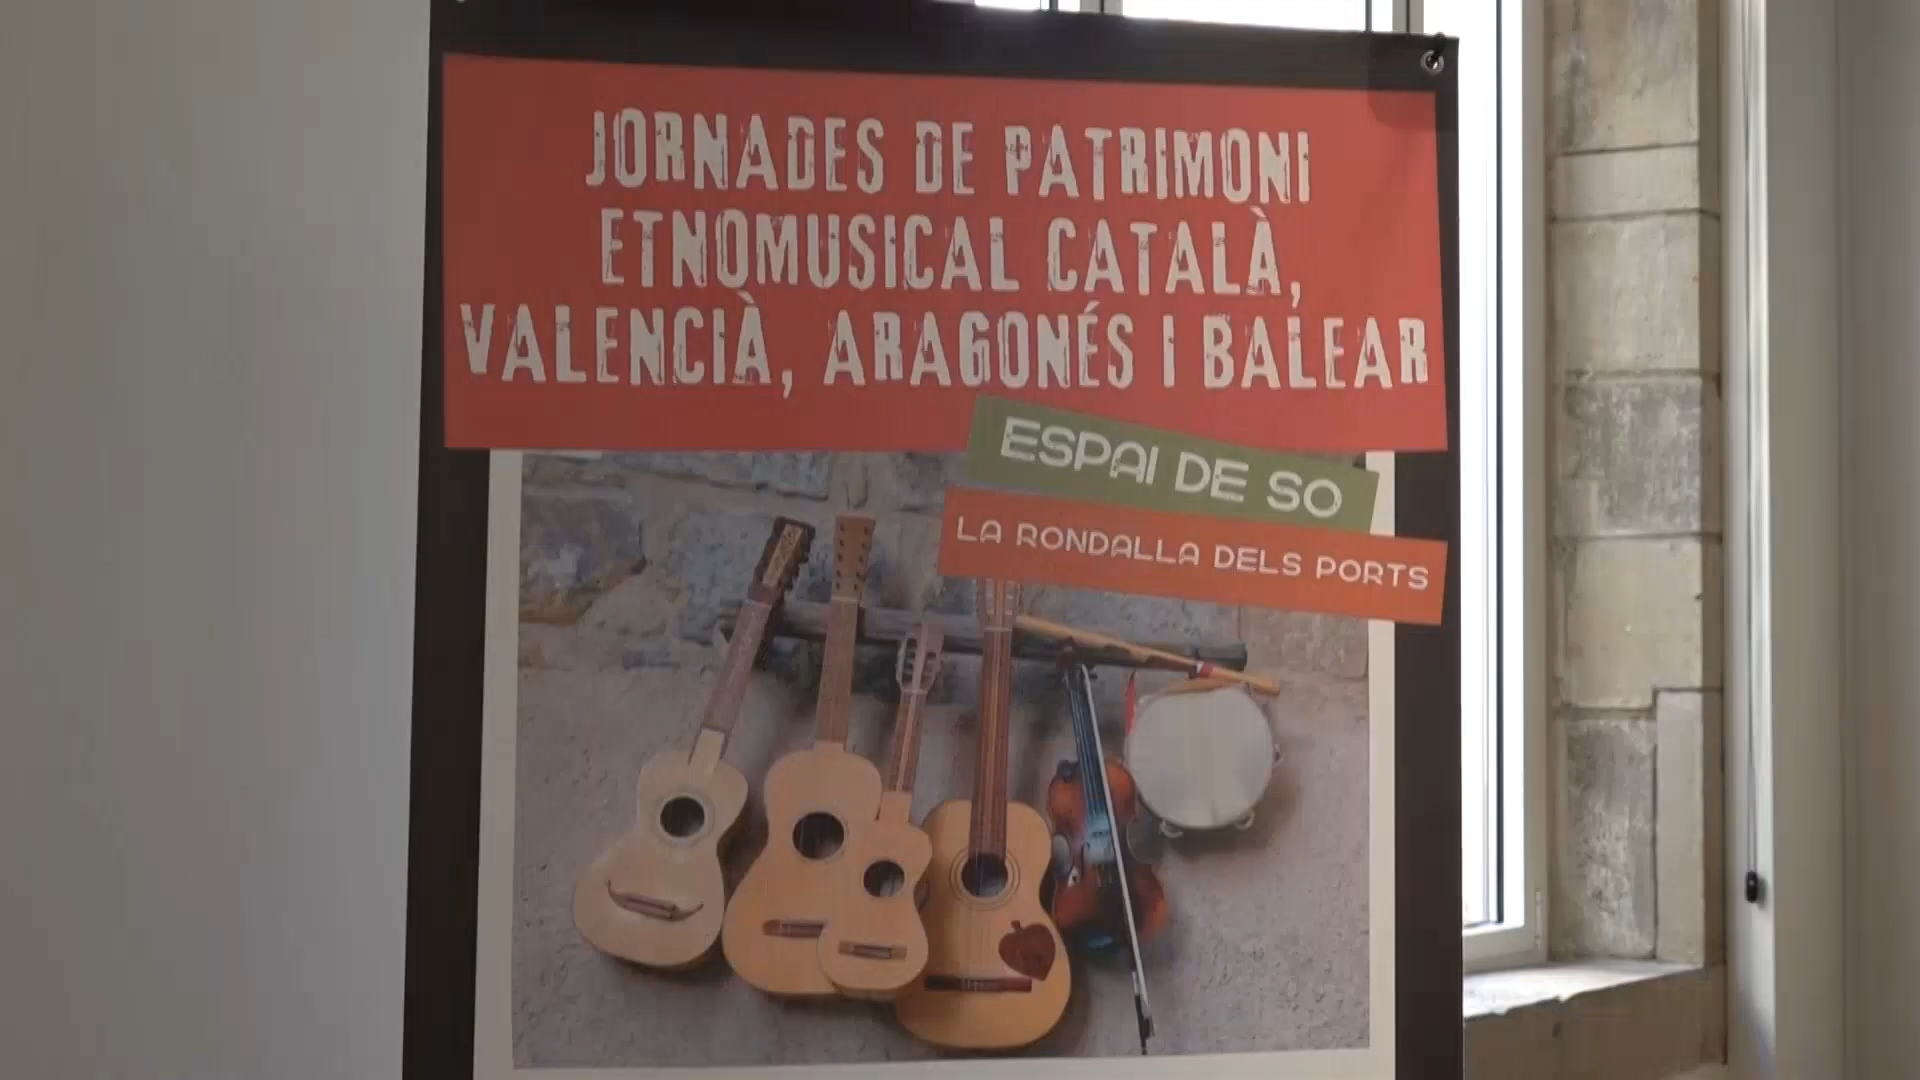 JORNADES DE PATRIMONI
ETNOMUSICAL CATALÀ,
VALENCIÀ, ARAGONÉS I BALEAR
ESPAI DE SO
LA RONDALLA DELS PORTS